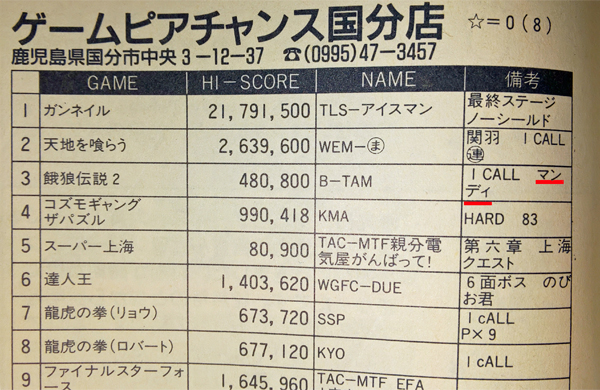 ゲームピアチャンス国分店 ☆=0(8)
鹿児島県国分市中央3-12-37 ☎(0995)47-3457
GAME HI-SCORE NAME 備考
1 ガンネイル 21,791,500 TLS-アイスマン 最終ステージ
ノーシールド
2 天地を喰らう 2,639,600 WEM-㋮ 関羽 1CALL
㊥連
3 餓狼伝説2 480,800 B-TAM 1CALL マン
ディ
4 コズモギャング
ザパズル 990,418 KMA HARD 83
5 スーパー上海 80,900 TAC-MTF親分電
気屋がんばって! 第六章 上海
クエスト
6 達人王 1,403,620 WGFC-DUE 6面ボス のび
お君
7 龍虎の拳(リョウ) 673,720 SSP 1cALL
P×9
8 龍虎の拳(ロバート) 677,120 KYO 1cALL
9 ファイナルスターフォ
ース 1,645,960 TAC-MTF EFA